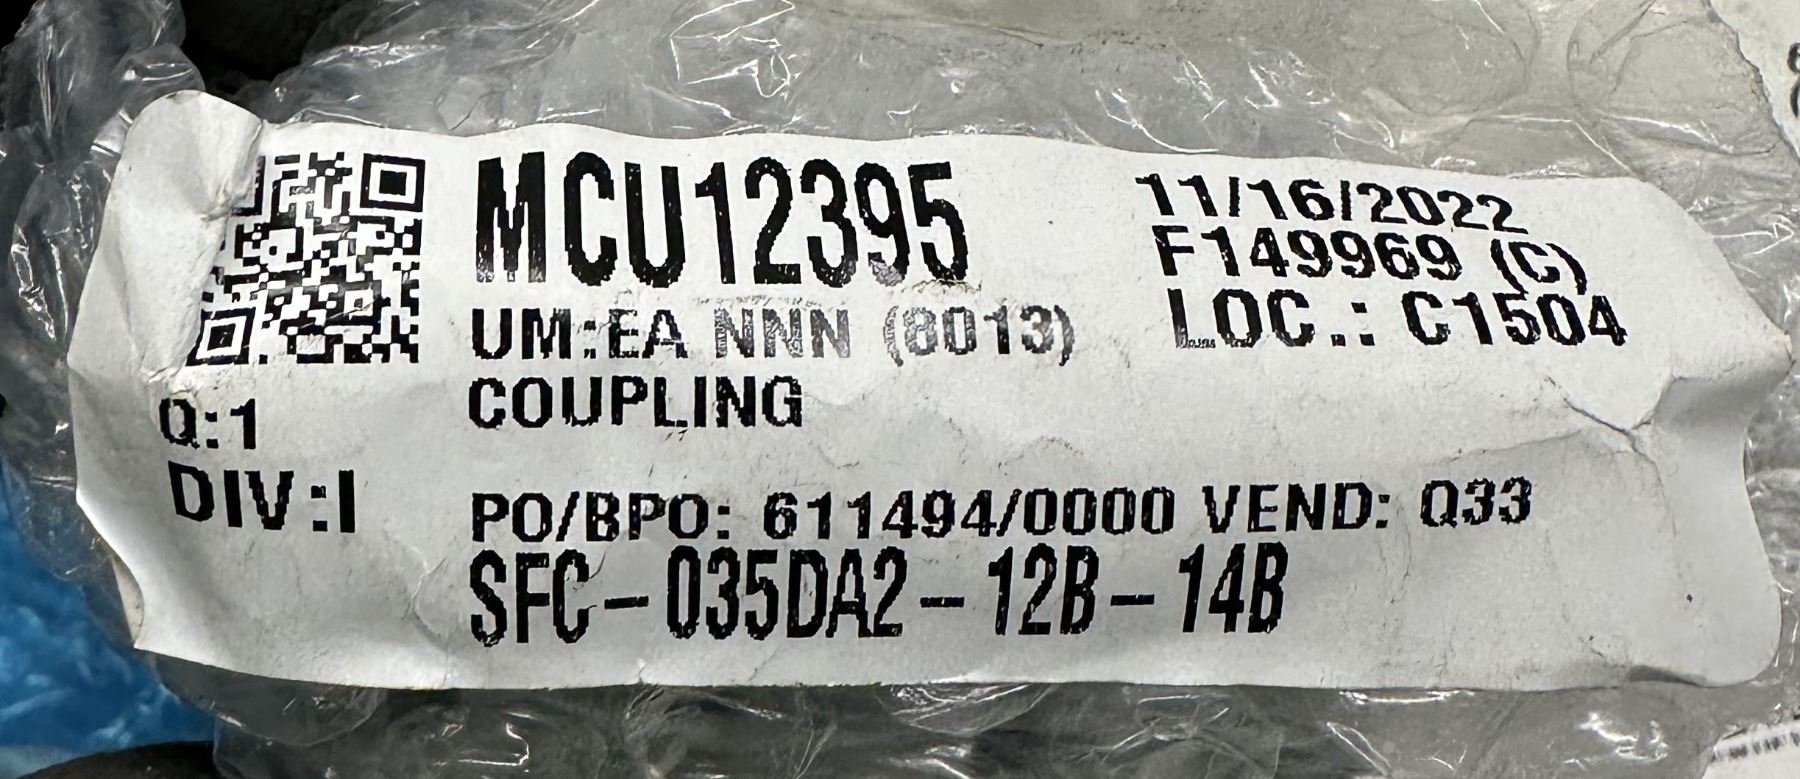 MCU12395
11/16/2022
F149969 (C)
LOC.: C1504
UM:EA NNN (8013)
COUPLING
Q:1
DIV:I
PO/BPO: 611494/0000 VEND: Q33
SFC-035DA2-12B-14B